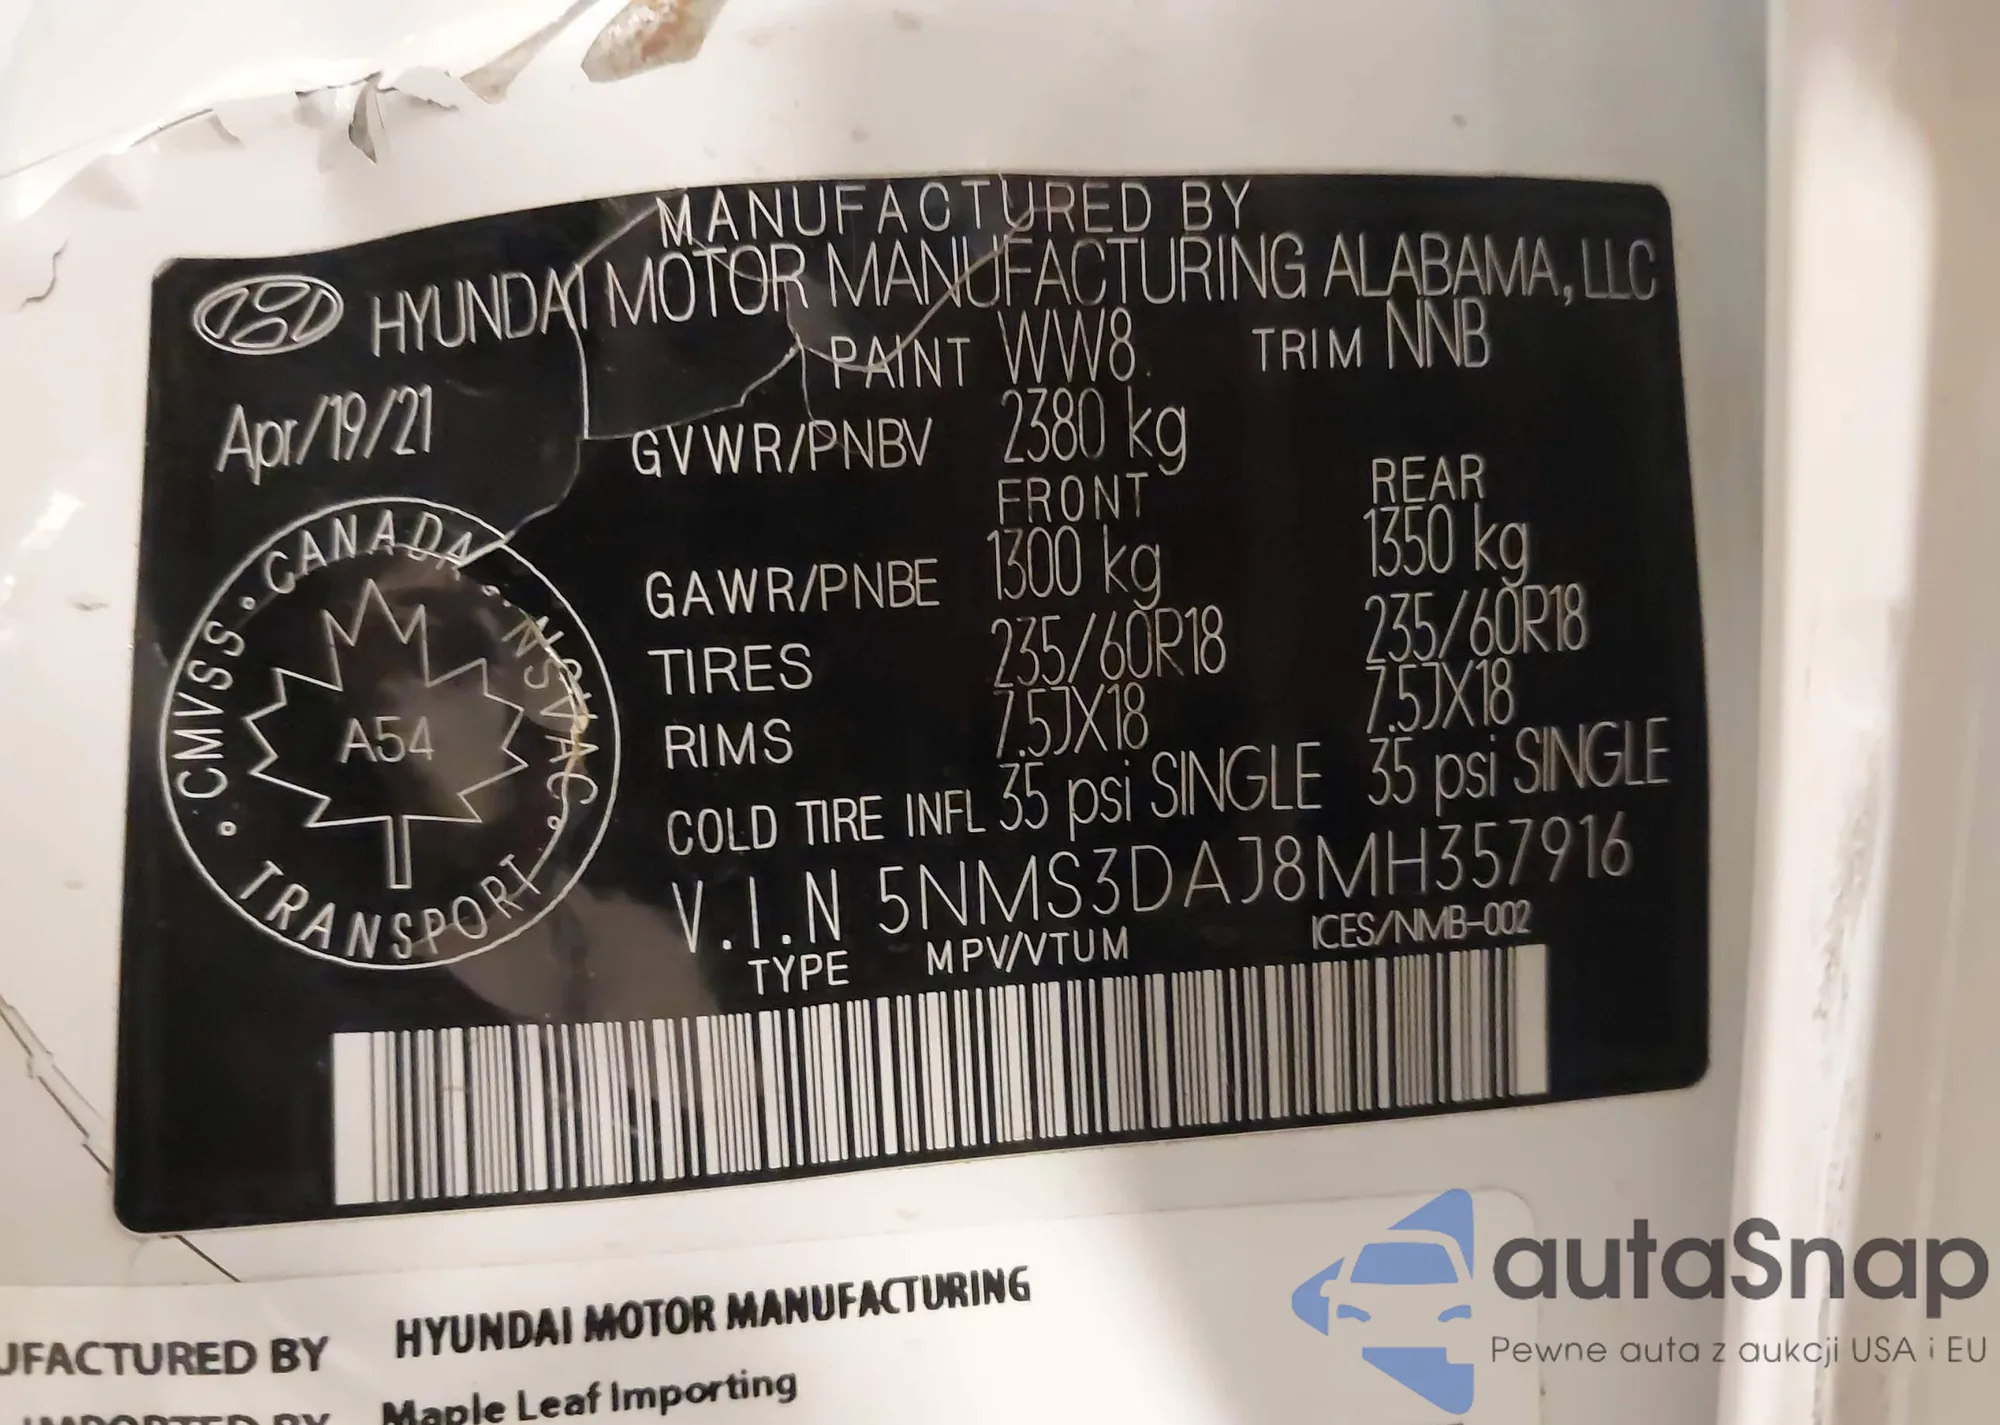 MANUFACTURED BY
HYUNDAI MOTOR MANUFACTURING ALABAMA, LLC
PAINT WW8 TRIM NNB
Apr/19/21
GVWR/PNBV 2380 kg
FRONT REAR
GAWR/PNBE 1300 kg 1350 kg
TIRES 235/60R18 235/60R18
RIMS 7.5JX18 7.5JX18
COLD TIRE INFL 35 psi SINGLE 35 psi SINGLE
V.I.N 5NMS3DAJ8MH357916
TYPE MPV/VTUM ICES/NMB-002
CMVSS • CANADA • NSVAC
A54
TRANSPORT
UFACTURED BY HYUNDAI MOTOR MANUFACTURING
IMPORTED BY Maple Leaf Importing
autaSnap
Pewne auta z aukcji USA i EU